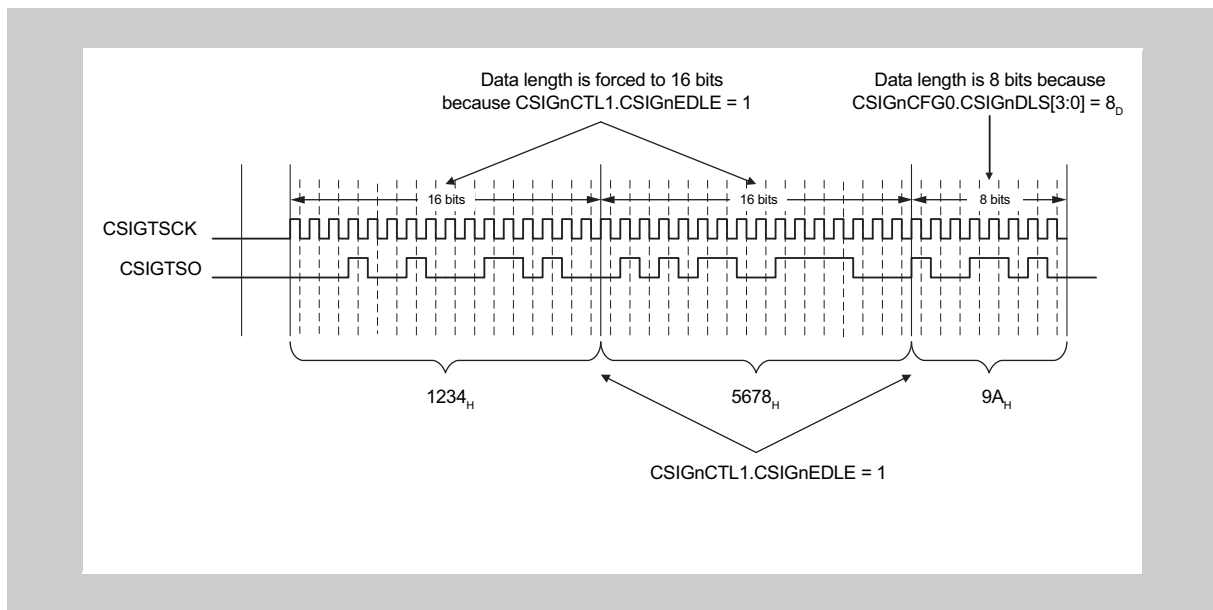 Data length is forced to 16 bits
because CSIGnCTL1.CSIGnEDLE = 1
Data length is 8 bits because
CSIGnCFG0.CSIGnDLS[3:0] = 8D
16 bits
16 bits
8 bits
CSIGTSCK
CSIGTSO
1234H
5678H
9AH
CSIGnCTL1.CSIGnEDLE = 1